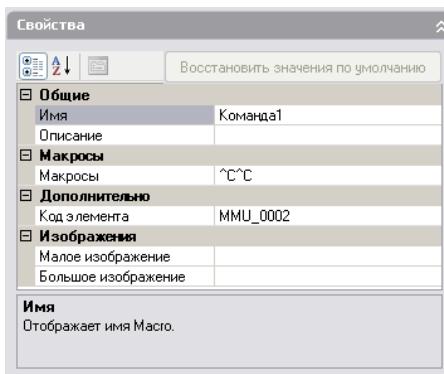 Свойства
Восстановить значения по умолчанию
Общие
Имя Команда1
Описание
Макросы
Макросы ^C^C
Дополнительно
Код элемента MMU_0002
Изображения
Малое изображение
Большое изображение
Имя
Отображает имя Macro.